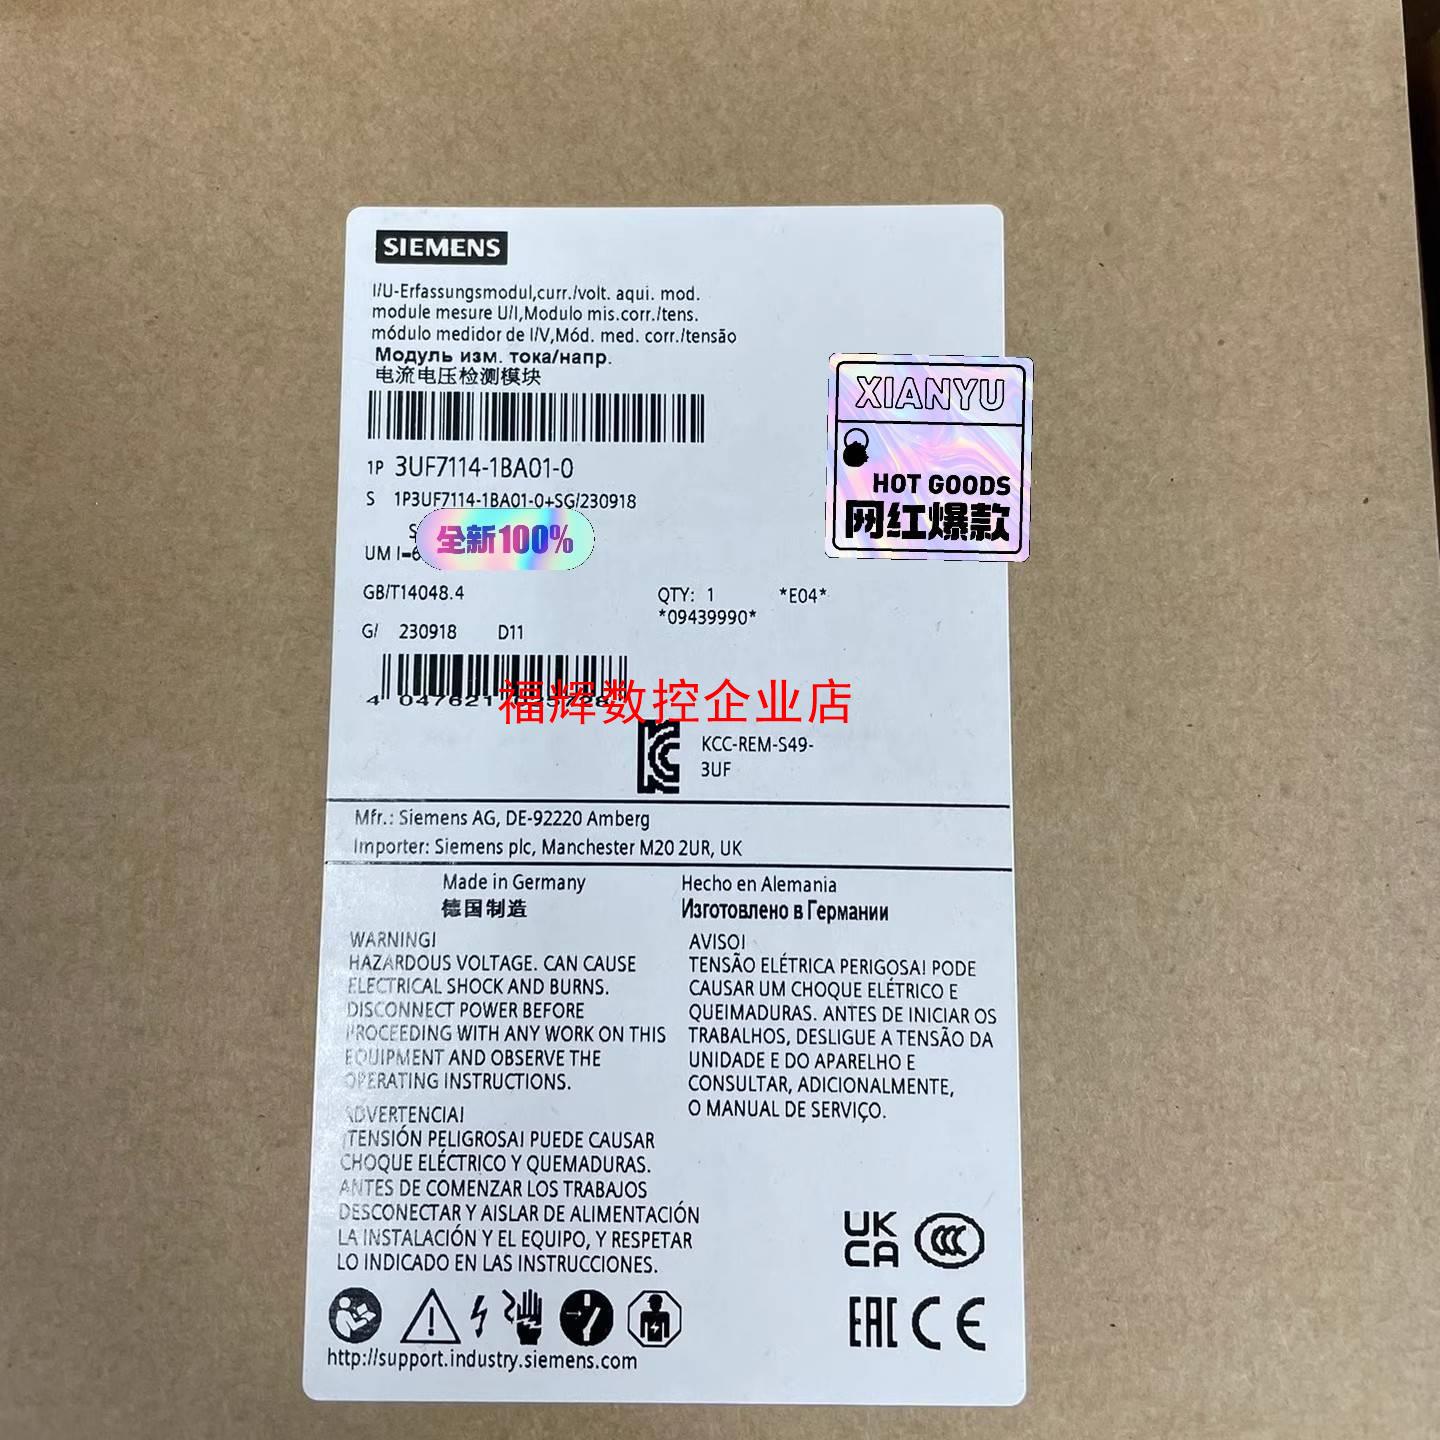 SIEMENS
I/U-Erfassungsmodul,curr./volt. aqui. mod.
module mesure U/I,Modulo mis.corr./tens.
módulo medidor de I/V,Mód. med. corr./tensão
Модуль изм. тока/напр.
电流电压检测模块
XIANYU
HOT GOODS
网红爆款
1P 3UF7114-1BA01-0
S 1P3UF7114-1BA01-0+SG/230918
全新100%
UM I=6
GB/T14048.4
QTY: 1 *E04*
*09439990*
G/ 230918 D11
4 047621
福辉数控企业店
KCC-REM-S49-
3UF
Mfr.: Siemens AG, DE-92220 Amberg
Importer: Siemens plc, Manchester M20 2UR, UK
Made in Germany
德国制造
Hecho en Alemania
Изготовлено в Германии
WARNING!
HAZARDOUS VOLTAGE. CAN CAUSE
ELECTRICAL SHOCK AND BURNS.
DISCONNECT POWER BEFORE
PROCEEDING WITH ANY WORK ON THIS
EQUIPMENT AND OBSERVE THE
OPERATING INSTRUCTIONS.
ADVERTENCIA!
¡TENSIÓN PELIGROSA! PUEDE CAUSAR
CHOQUE ELÉCTRICO Y QUEMADURAS.
ANTES DE COMENZAR LOS TRABAJOS
DESCONECTAR Y AISLAR DE ALIMENTACIÓN
LA INSTALACIÓN Y EL EQUIPO, Y RESPETAR
LO INDICADO EN LAS INSTRUCCIONES.
AVISO!
TENSÃO ELÉTRICA PERIGOSA! PODE
CAUSAR UM CHOQUE ELÉTRICO E
QUEIMADURAS. ANTES DE INICIAR OS
TRABALHOS, DESLIGUE A TENSÃO DA
UNIDADE E DO APARELHO E
CONSULTAR, ADICIONALMENTE,
O MANUAL DE SERVIÇO.
UK
CA
CCC
EAC CE
http://support.industry.siemens.com